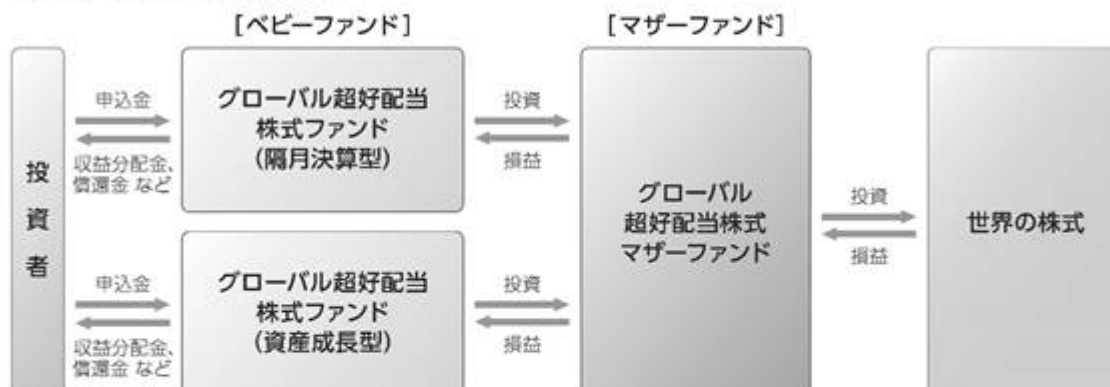 [ベビーファンド]
[マザーファンド]
投資者
申込金
収益分配金、
償還金 など
グローバル超好配当
株式ファンド
(隔月決算型)
投資
損益
申込金
収益分配金、
償還金 など
グローバル超好配当
株式ファンド
(資産成長型)
投資
損益
グローバル
超好配当株式
マザーファンド
投資
損益
世界の株式